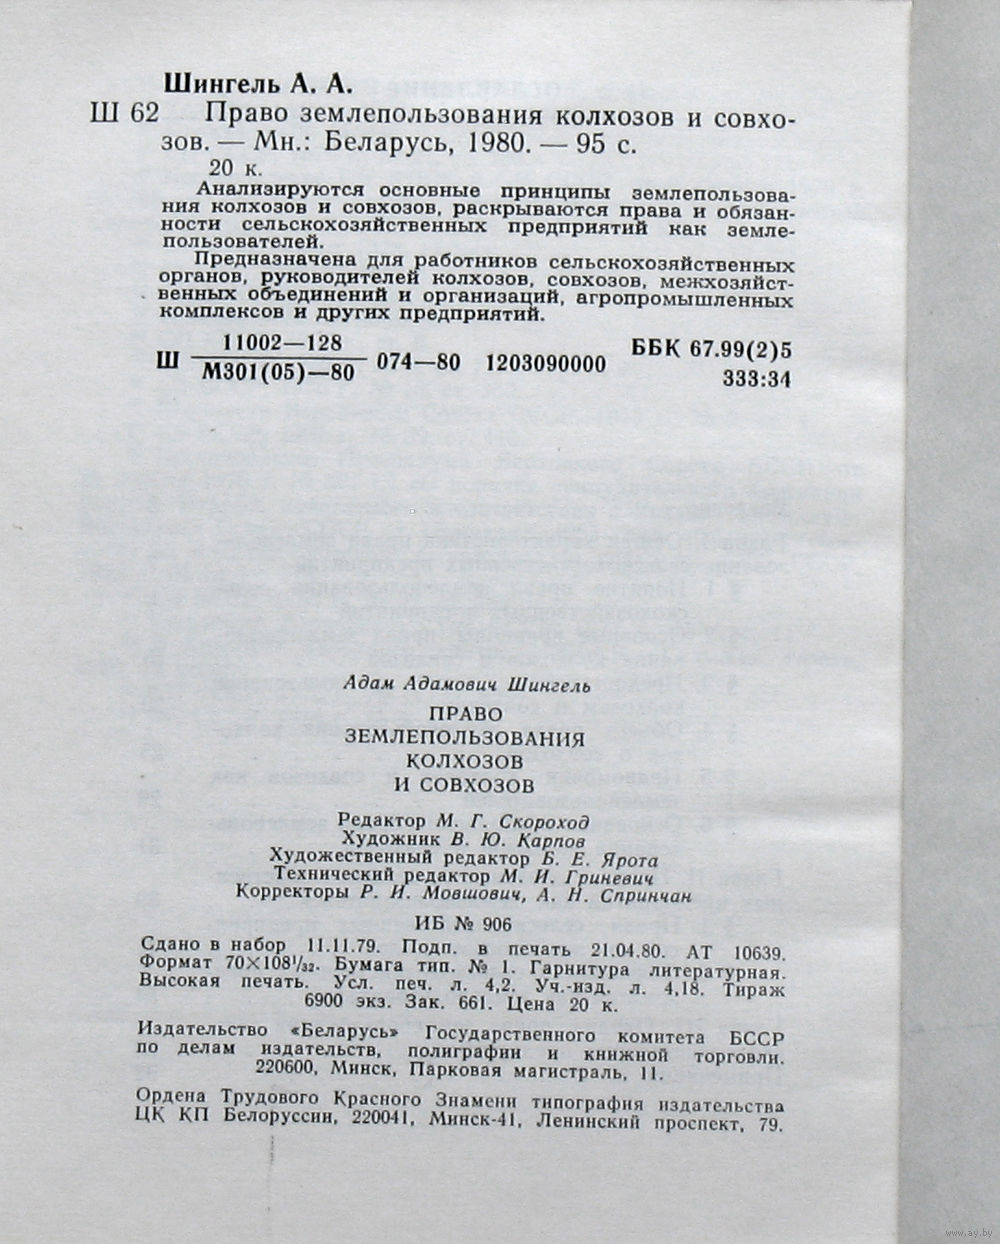 Шингель А. А.
Ш 62 Право землепользования колхозов и совхо-
зов. — Мн.: Беларусь, 1980. — 95 с.
20 к.
Анализируются основные принципы землепользова-
ния колхозов и совхозов, раскрываются права и обязан-
ности сельскохозяйственных предприятий как земле-
пользователей.
Предназначена для работников сельскохозяйственных
органов, руководителей колхозов, совхозов, межхозяйст-
венных объединений и организаций, агропромышленных
комплексов и других предприятий.
11002—128
Ш 074—80 1203090000 ББК 67.99(2)5
М301(05)—80
333:34
Адам Адамович Шингель
ПРАВО
ЗЕМЛЕПОЛЬЗОВАНИЯ
КОЛХОЗОВ
И СОВХОЗОВ
Редактор М. Г. Скороход
Художник В. Ю. Карпов
Художественный редактор Б. Е. Ярота
Технический редактор М. И. Гриневич
Корректоры Р. И. Мовшович, А. Н. Спринчан
ИБ № 906
Сдано в набор 11.11.79. Подп. в печать 21.04.80. АТ 10639.
Формат 70×108¹/₃₂. Бумага тип. № 1. Гарнитура литературная.
Высокая печать. Усл. печ. л. 4,2. Уч.-изд. л. 4,18. Тираж
6900 экз. Зак. 661. Цена 20 к.
Издательство «Беларусь» Государственного комитета БССР
по делам издательств, полиграфии и книжной торговли.
220600, Минск, Парковая магистраль, 11.
Ордена Трудового Красного Знамени типография издательства
ЦК КП Белоруссии, 220041, Минск-41, Ленинский проспект, 79.
www.ay.by